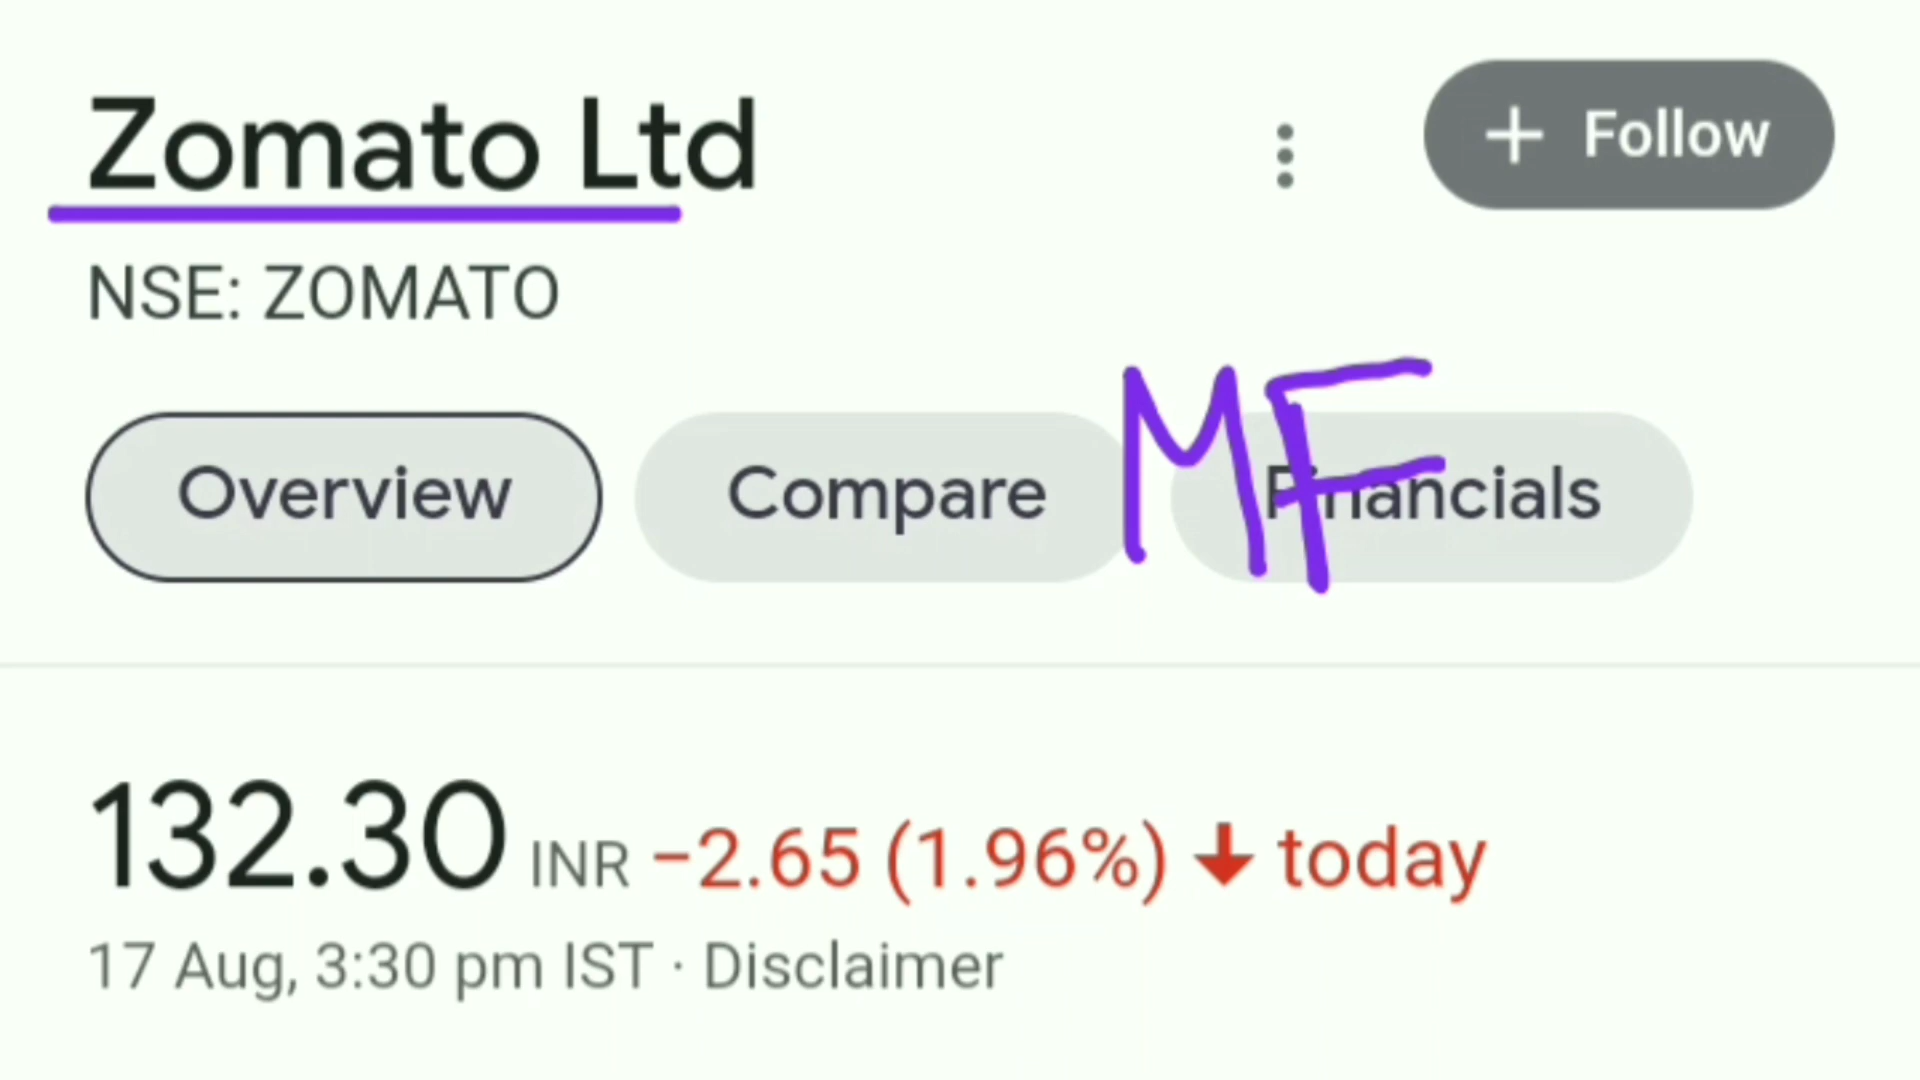 Zomato Ltd
+ Follow
NSE: ZOMATO
MF
Overview Compare Financials
132.30 INR −2.65 (1.96%) ↓ today
17 Aug, 3:30 pm IST · Disclaimer